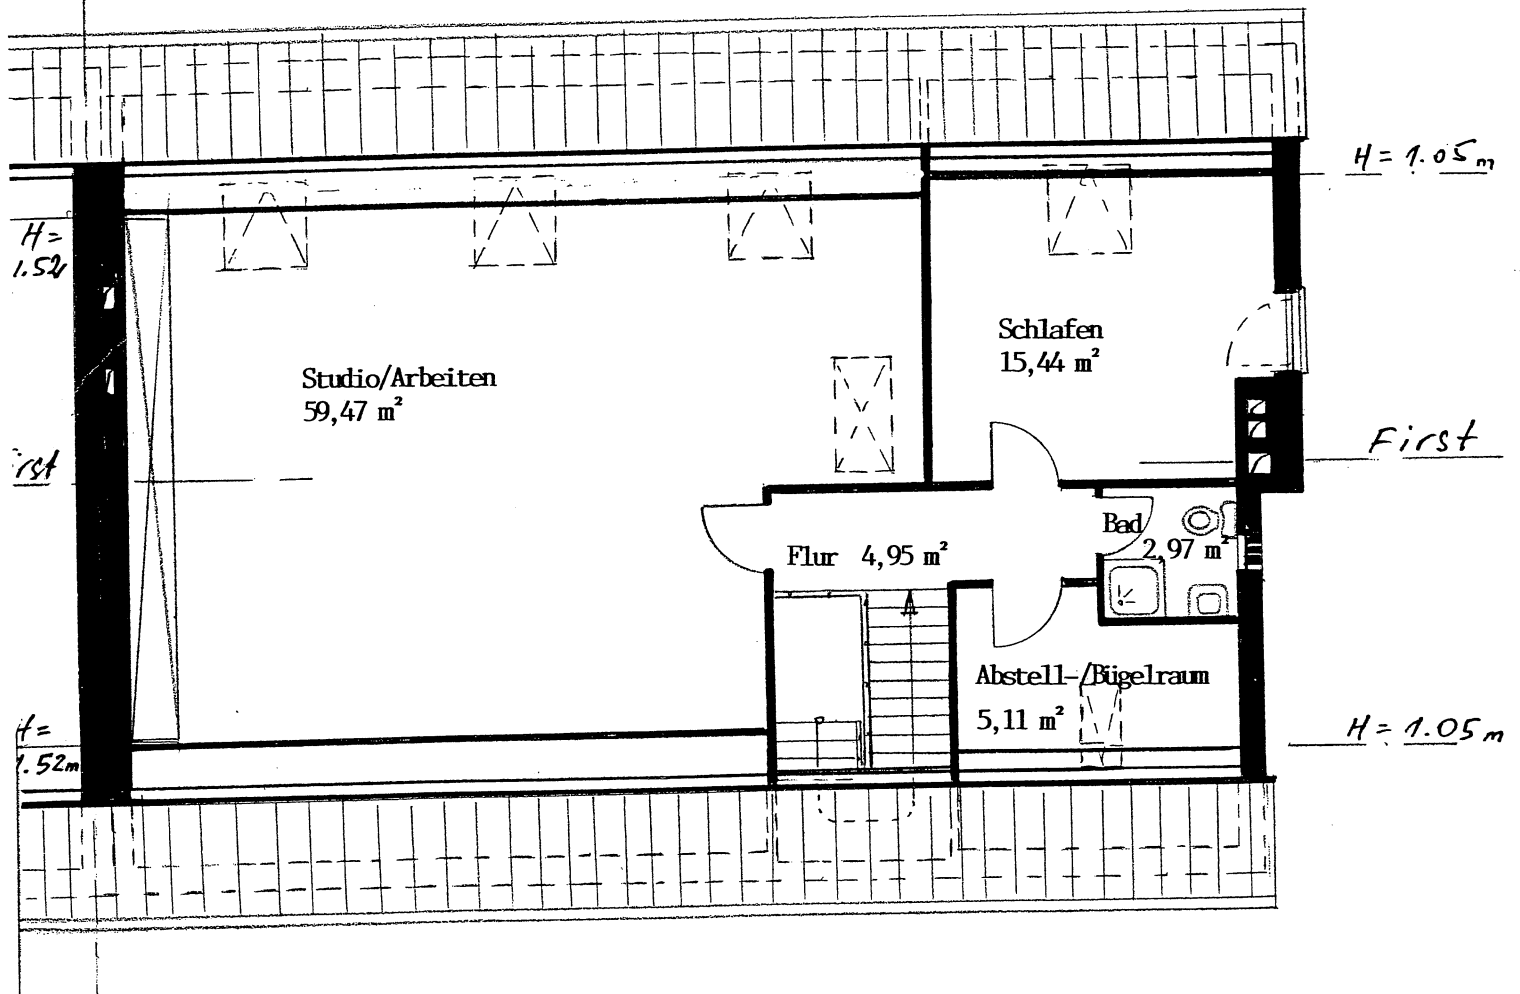 H = 1.05 m
H =
1.52
Schlafen
15,44 m²
Studio/Arbeiten
59,47 m²
First
rst
Bad
2,97 m²
Flur 4,95 m²
Abstell-/Bügelraum
5,11 m²
H = 1.05 m
H =
1.52m